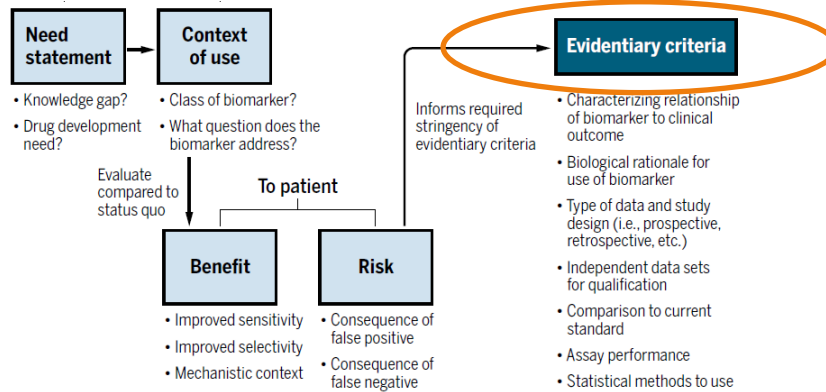 Need
statement
Context
of use
Evidentiary criteria
• Knowledge gap?
• Drug development
need?
• Class of biomarker?
• What question does the
biomarker address?
Informs required
stringency of
evidentiary criteria
• Characterizing relationship
of biomarker to clinical
outcome
• Biological rationale for
use of biomarker
• Type of data and study
design (i.e., prospective,
retrospective, etc.)
• Independent data sets
for qualification
• Comparison to current
standard
• Assay performance
• Statistical methods to use
Evaluate
compared to
status quo
To patient
Benefit
Risk
• Improved sensitivity
• Improved selectivity
• Mechanistic context
• Consequence of
false positive
• Consequence of
false negative